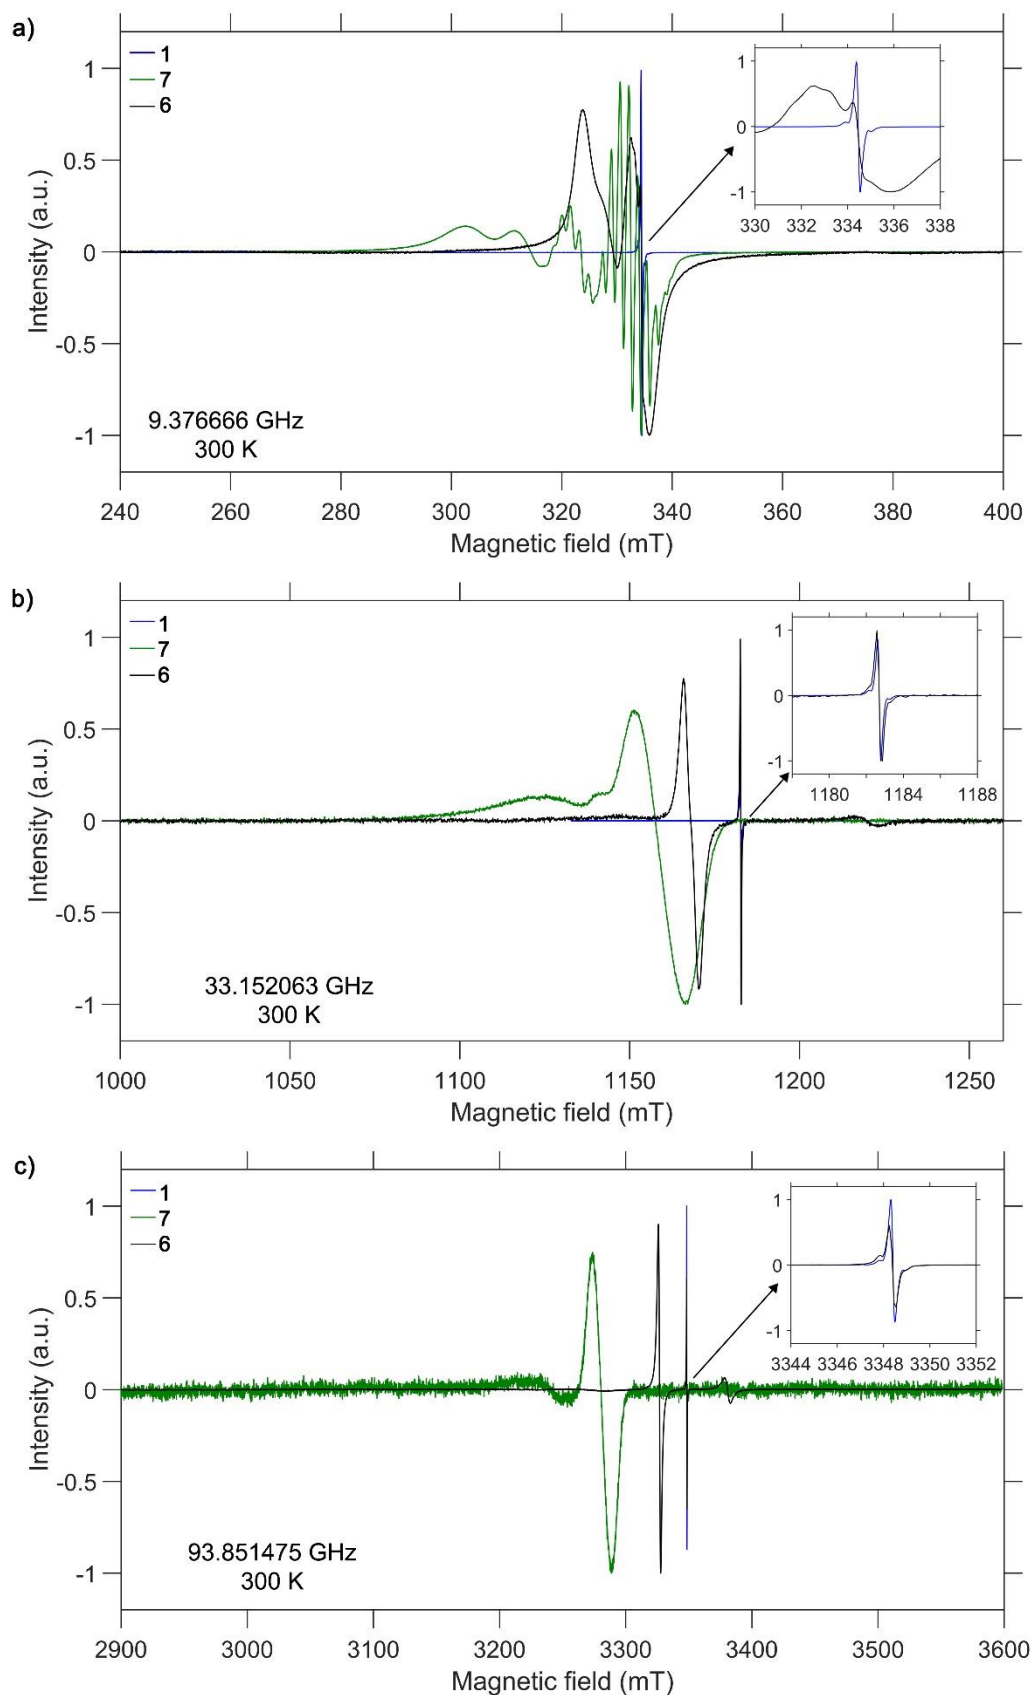 a)
1
7
6
1
0
-1
330 332 334 336 338
1
0.5
0
-0.5
-1
Intensity (a.u.)
9.376666 GHz
300 K
240 260 280 300 320 340 360 380 400
Magnetic field (mT)
b)
1
7
6
1
0
-1
1180 1184 1188
1
0.5
0
-0.5
-1
Intensity (a.u.)
33.152063 GHz
300 K
1000 1050 1100 1150 1200 1250
Magnetic field (mT)
c)
1
7
6
1
0
-1
3344 3346 3348 3350 3352
1
0.5
0
-0.5
-1
Intensity (a.u.)
93.851475 GHz
300 K
2900 3000 3100 3200 3300 3400 3500 3600
Magnetic field (mT)